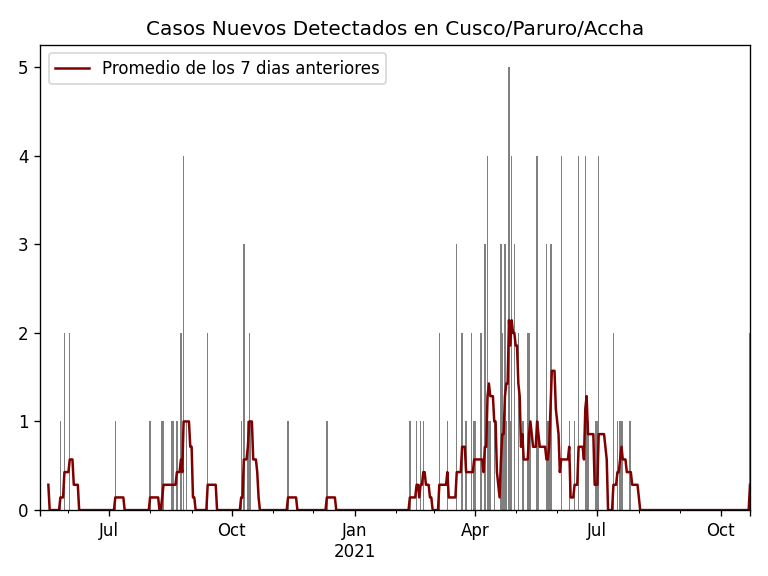 Casos Nuevos Detectados en Cusco/Paruro/Accha
Promedio de los 7 dias anteriores
5
4
3
2
1
0
Jul
Oct
Jan
2021
Apr
Jul
Oct